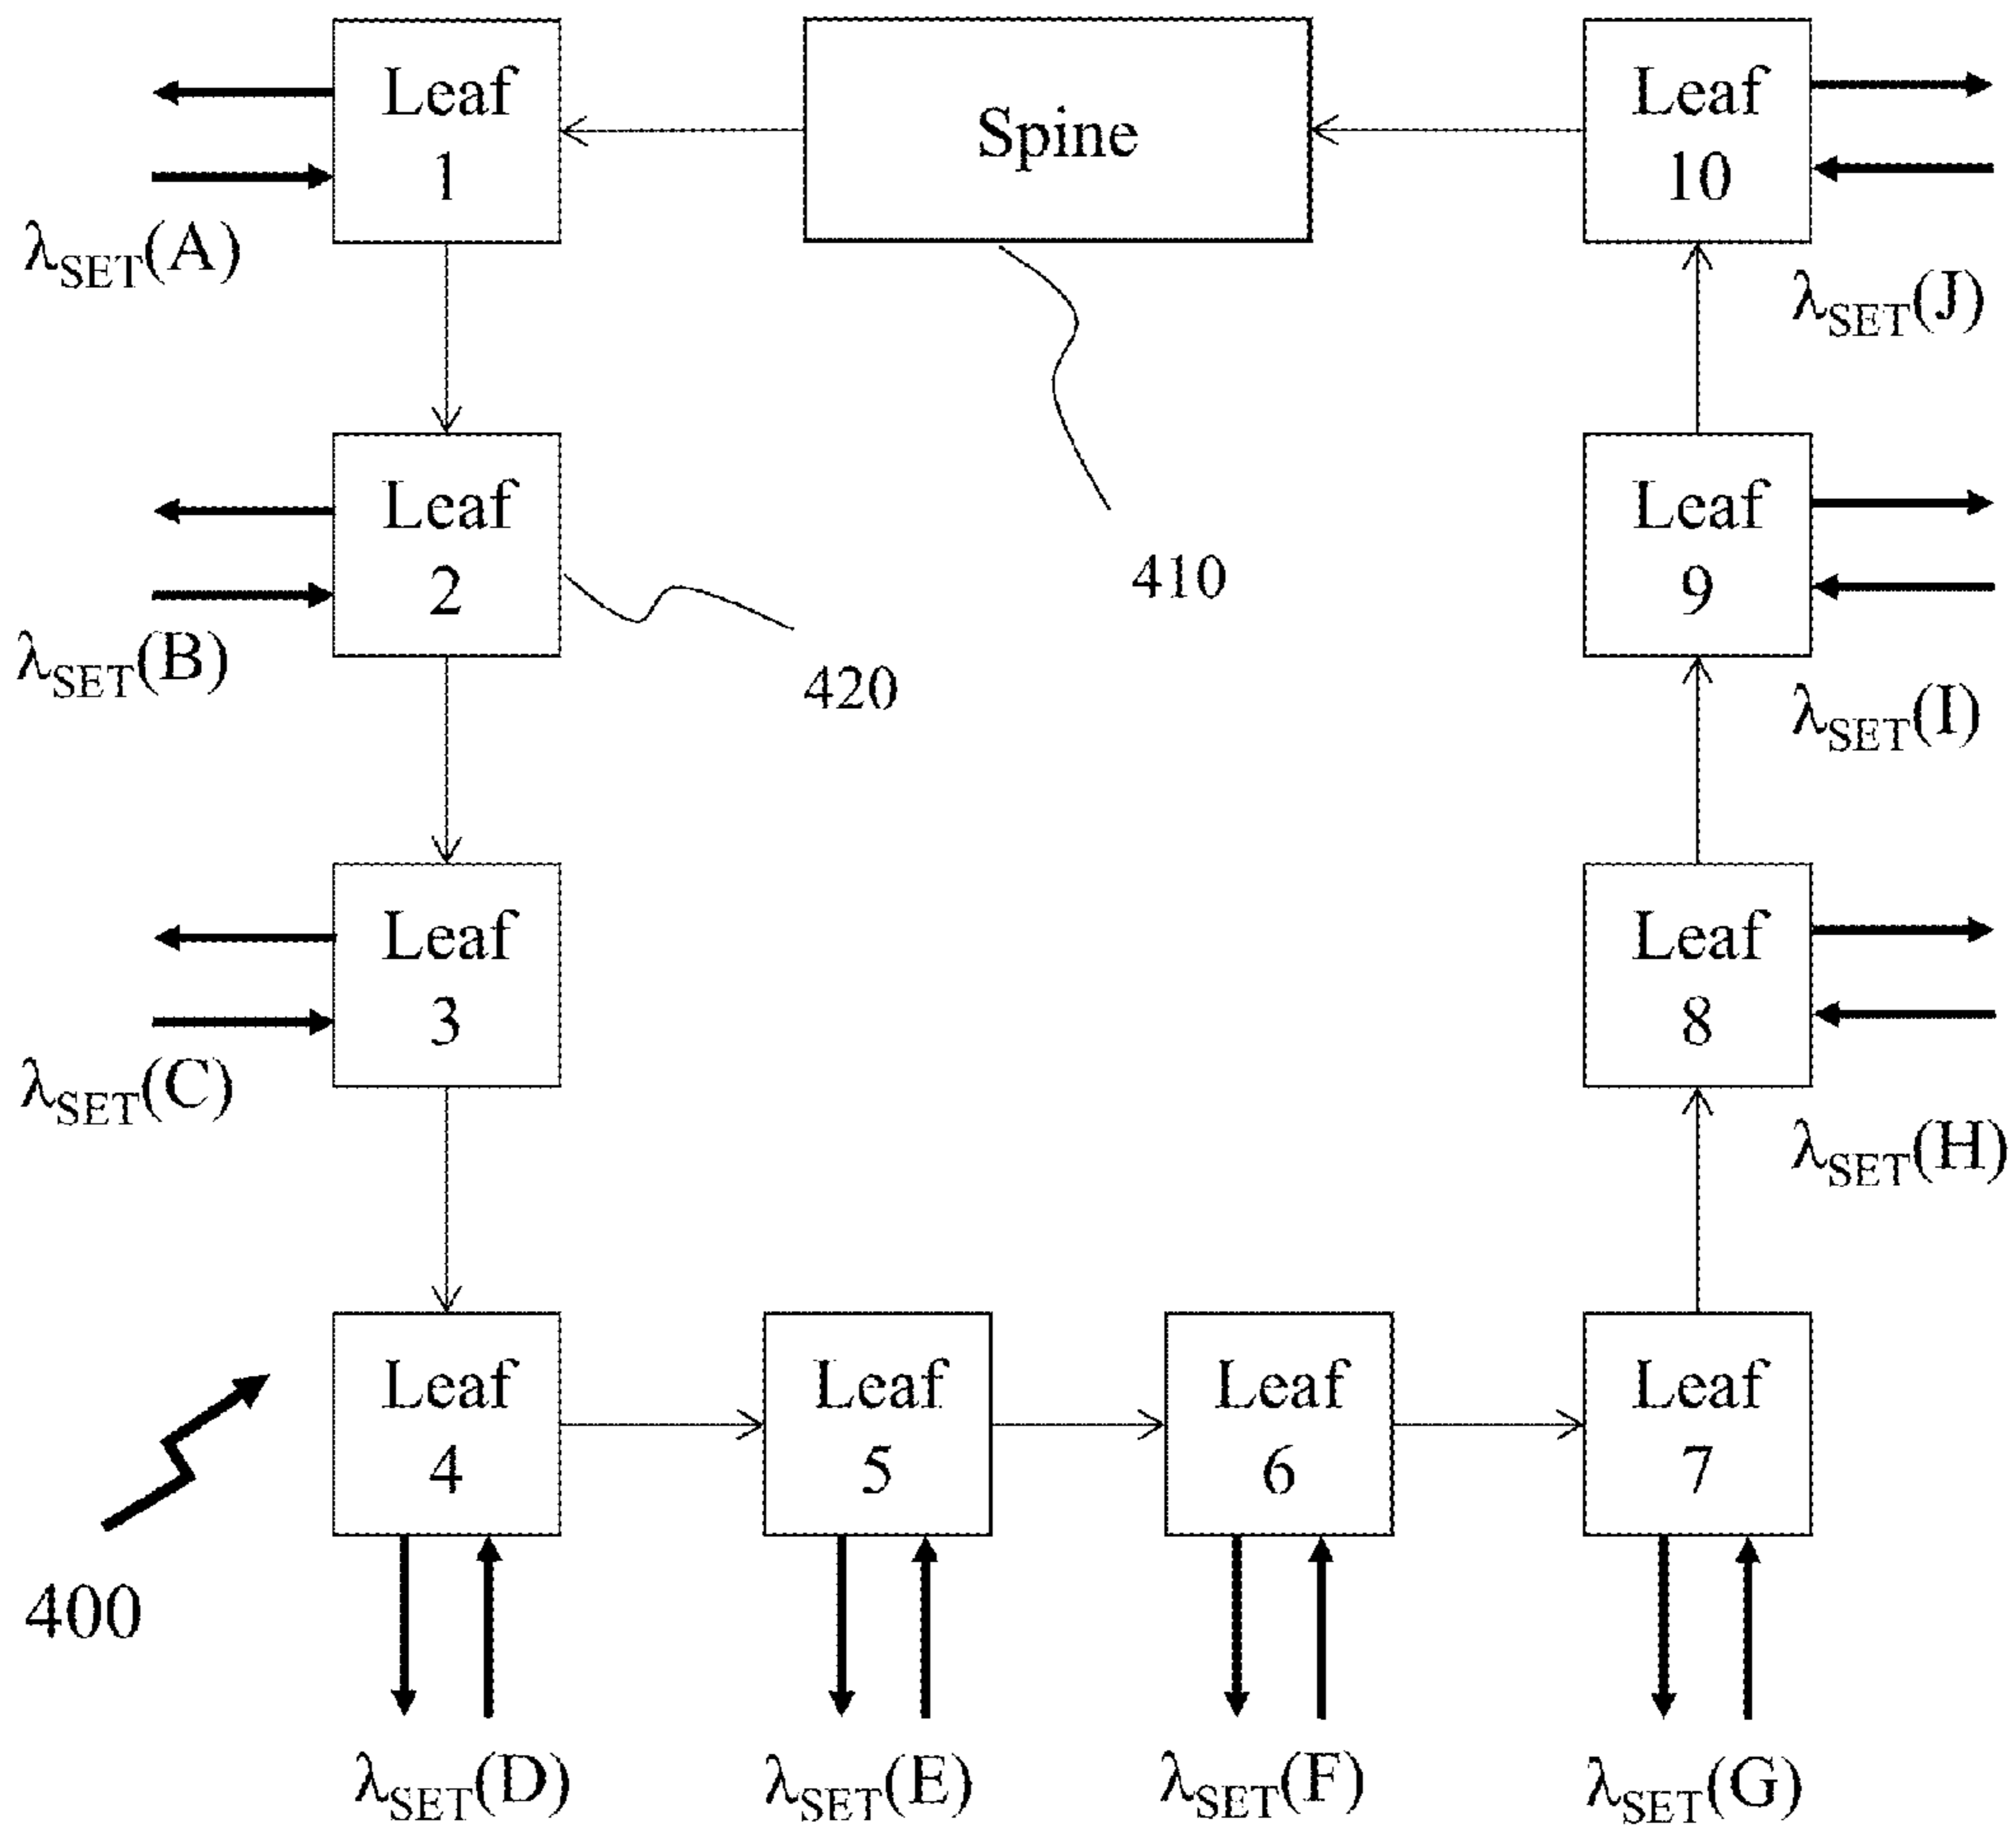 Leaf
1
Spine
Leaf
10
λSET(A)
λSET(J)
Leaf
2
Leaf
9
410
λSET(B)
420
λSET(I)
Leaf
3
Leaf
8
λSET(C)
λSET(H)
Leaf
4
Leaf
5
Leaf
6
Leaf
7
400
λSET(D)
λSET(E)
λSET(F)
λSET(G)